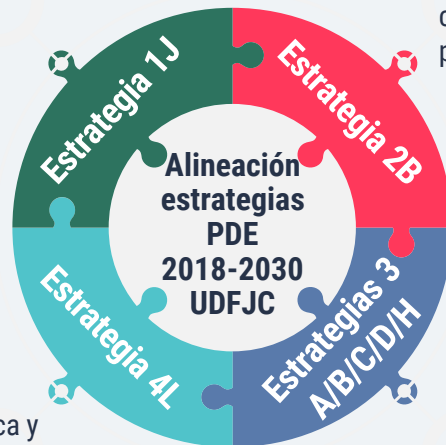 Estrategia 1J
Estrategia 2B
Alineación
estrategias
PDE
2018-2030
UDFJC
Estrategia 4L
Estrategias 3
A/B/C/D/H
ca y